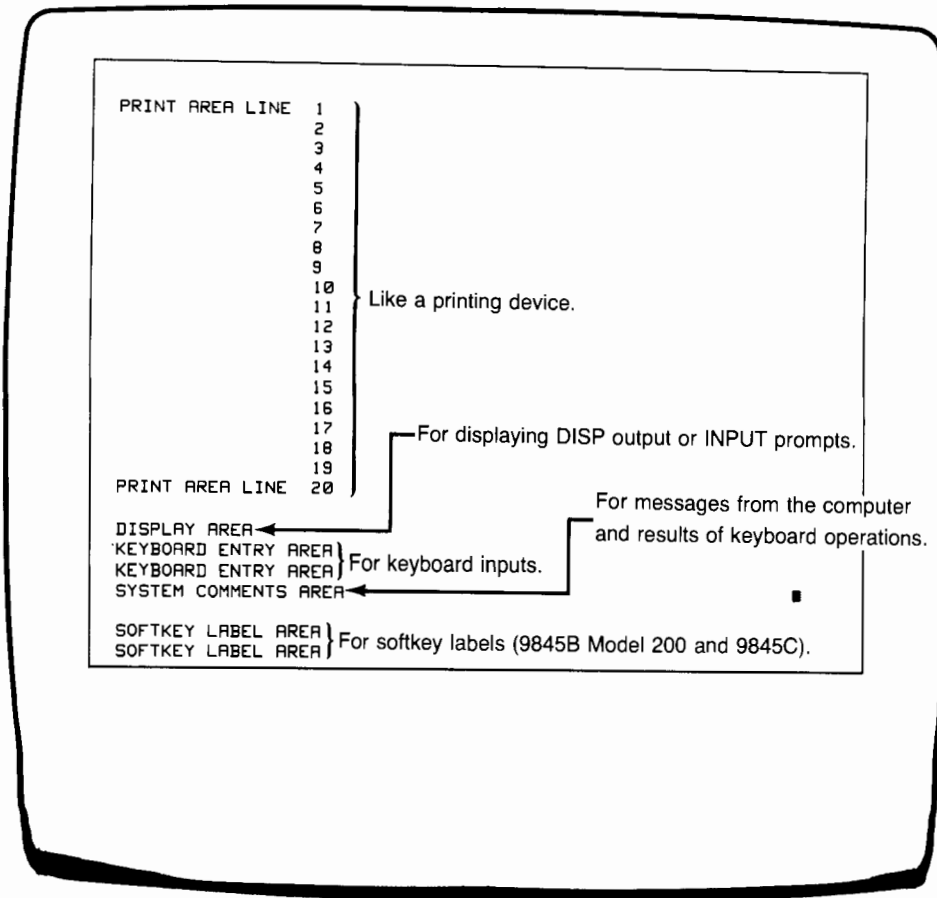 PRINT AREA LINE 1
2
3
4
5
6
7
8
9
10
11
12
13
14
15
16
17
18
19
PRINT AREA LINE 20
Like a printing device.
For displaying DISP output or INPUT prompts.
For messages from the computer
and results of keyboard operations.
DISPLAY AREA
KEYBOARD ENTRY AREA
KEYBOARD ENTRY AREA
For keyboard inputs.
SYSTEM COMMENTS AREA
SOFTKEY LABEL AREA
SOFTKEY LABEL AREA
For softkey labels (9845B Model 200 and 9845C).